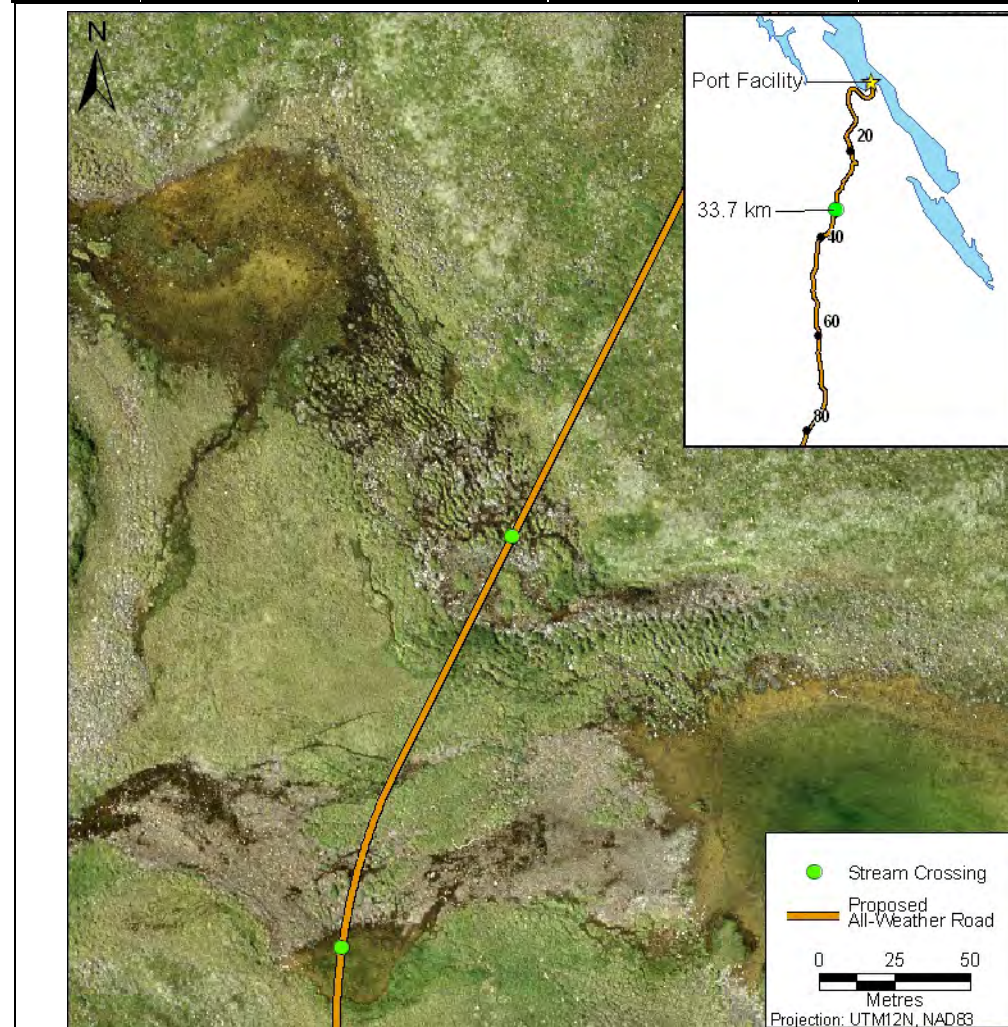 N
Port Facility
20
33.7 km
40
60
80
Stream Crossing
Proposed
All-Weather Road
0 25 50
Metres
Projection: UTM12N, NAD83